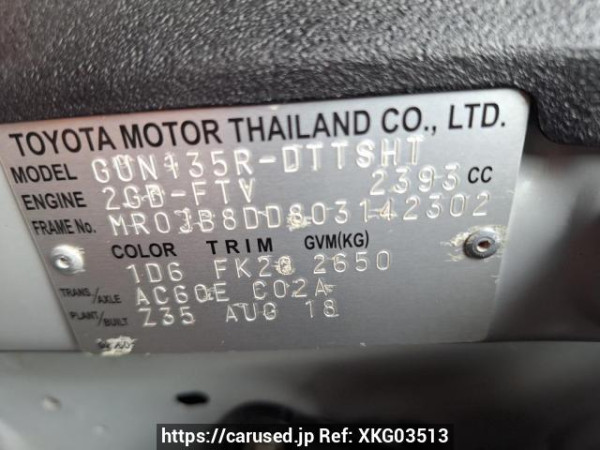 TOYOTA MOTOR THAILAND CO., LTD.
MODEL GUN135R-DTTSHT
ENGINE 2GD-FTV 2393 CC
FRAME No. MR0JB8DD803142302
COLOR TRIM GVM(KG)
1D6 FK20 2650
TRANS/AXLE AC60E C02A
PLANT/BUILT Z35 AUG 18
https://carused.jp Ref: XKG03513